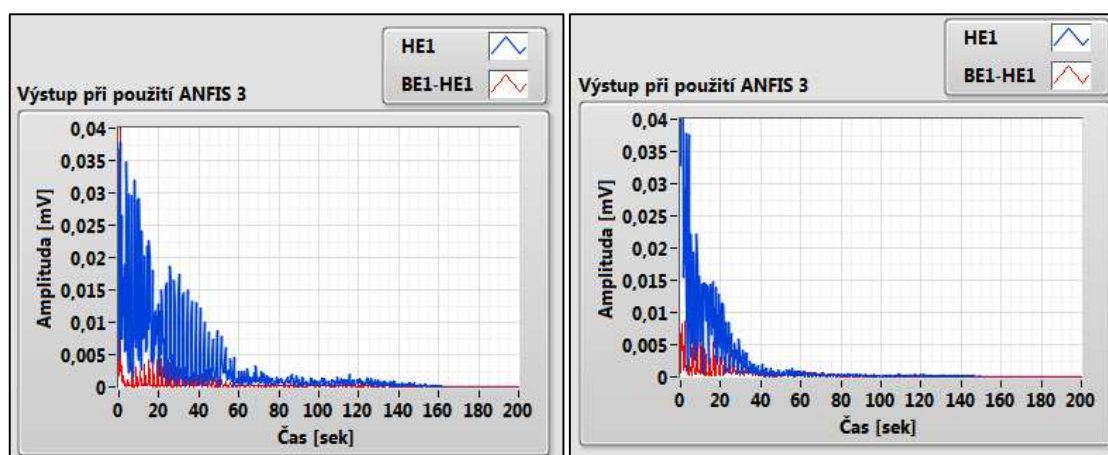 HE1
BE1-HE1
Výstup při použití ANFIS 3
0,04
0,035
0,03
0,025
0,02
0,015
0,01
0,005
0
Amplituda [mV]
0 20 40 60 80 100 120 140 160 180 200
Čas [sek]
HE1
BE1-HE1
Výstup při použití ANFIS 3
0,04
0,035
0,03
0,025
0,02
0,015
0,01
0,005
0
Amplituda [mV]
0 20 40 60 80 100 120 140 160 180 200
Čas [sek]